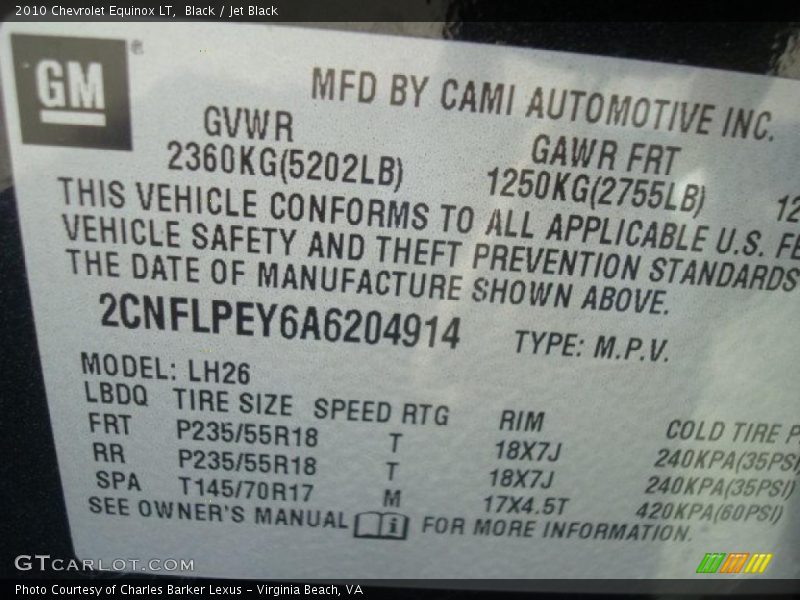 2010 Chevrolet Equinox LT,  Black / Jet Black
GM®
MFD BY CAMI AUTOMOTIVE INC.
GVWR GAWR FRT
2360KG(5202LB) 1250KG(2755LB) 12
THIS VEHICLE CONFORMS TO ALL APPLICABLE U.S. FE
VEHICLE SAFETY AND THEFT PREVENTION STANDARDS
THE DATE OF MANUFACTURE SHOWN ABOVE.
2CNFLPEY6A6204914 TYPE: M.P.V.
MODEL: LH26
LBDQ TIRE SIZE SPEED RTG RIM COLD TIRE P
FRT P235/55R18 T 18X7J 240KPA(35PSI)
RR P235/55R18 T 18X7J 240KPA(35PSI)
SPA T145/70R17 M 17X4.5T 420KPA(60PSI)
SEE OWNER'S MANUAL i FOR MORE INFORMATION.
GTCARLOT.COM
Photo Courtesy of Charles Barker Lexus - Virginia Beach, VA